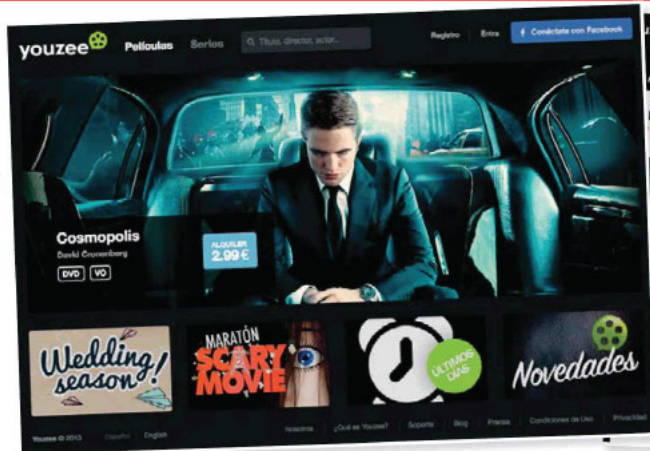 youzee
Películas Series
Título, director, actor...
Registro Entra
Conéctate con Facebook
Cosmopolis
David Cronenberg
DVD VO
ALQUILER
2.99 €
Wedding
season!
MARATÓN
SCARY
MOVIE
ÚLTIMOS
DÍAS
Novedades
Youzee © 2013 Español English
Nosotros ¿Qué es Youzee? Soporte Blog Prensa Condiciones de Uso Privacidad